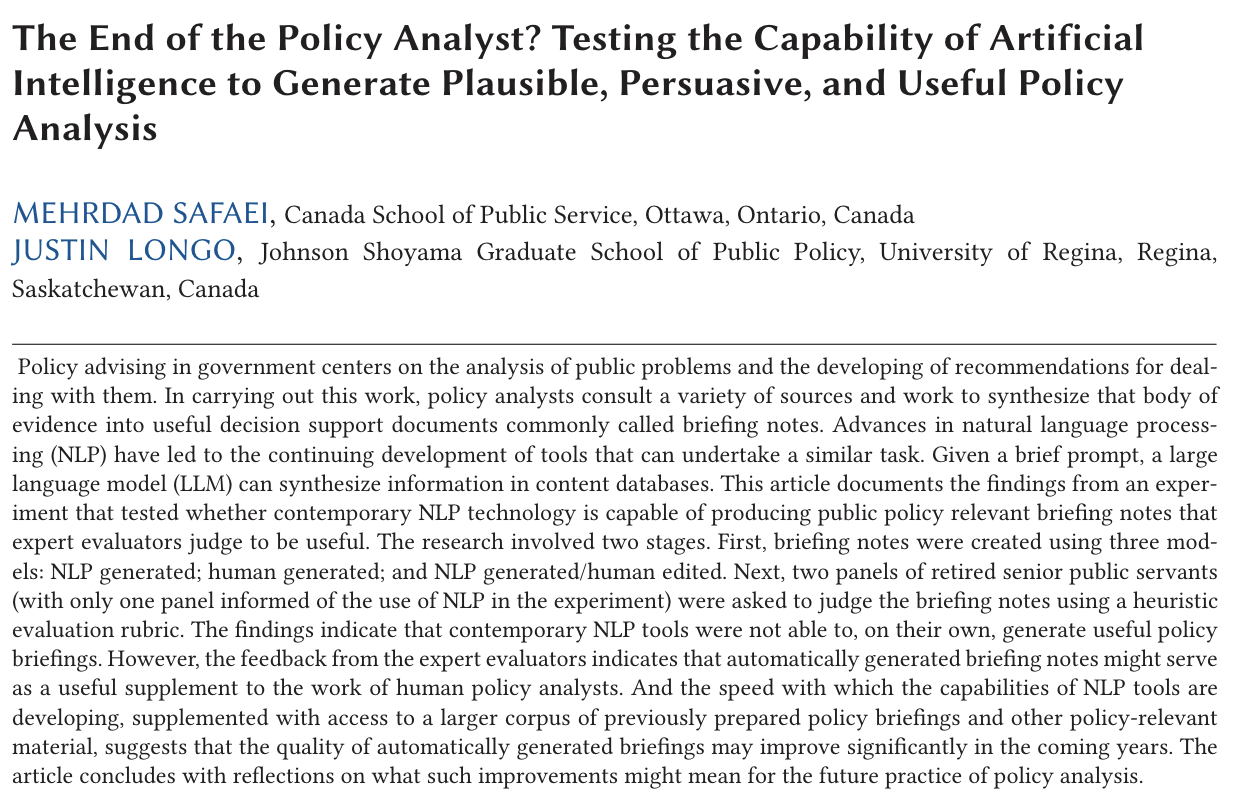 The End of the Policy Analyst? Testing the Capability of Artificial
Intelligence to Generate Plausible, Persuasive, and Useful Policy
Analysis
MEHRDAD SAFAEI, Canada School of Public Service, Ottawa, Ontario, Canada
JUSTIN LONGO, Johnson Shoyama Graduate School of Public Policy, University of Regina, Regina,
Saskatchewan, Canada
Policy advising in government centers on the analysis of public problems and the developing of recommendations for deal-
ing with them. In carrying out this work, policy analysts consult a variety of sources and work to synthesize that body of
evidence into useful decision support documents commonly called briefing notes. Advances in natural language process-
ing (NLP) have led to the continuing development of tools that can undertake a similar task. Given a brief prompt, a large
language model (LLM) can synthesize information in content databases. This article documents the findings from an exper-
iment that tested whether contemporary NLP technology is capable of producing public policy relevant briefing notes that
expert evaluators judge to be useful. The research involved two stages. First, briefing notes were created using three mod-
els: NLP generated; human generated; and NLP generated/human edited. Next, two panels of retired senior public servants
(with only one panel informed of the use of NLP in the experiment) were asked to judge the briefing notes using a heuristic
evaluation rubric. The findings indicate that contemporary NLP tools were not able to, on their own, generate useful policy
briefings. However, the feedback from the expert evaluators indicates that automatically generated briefing notes might serve
as a useful supplement to the work of human policy analysts. And the speed with which the capabilities of NLP tools are
developing, supplemented with access to a larger corpus of previously prepared policy briefings and other policy-relevant
material, suggests that the quality of automatically generated briefings may improve significantly in the coming years. The
article concludes with reflections on what such improvements might mean for the future practice of policy analysis.